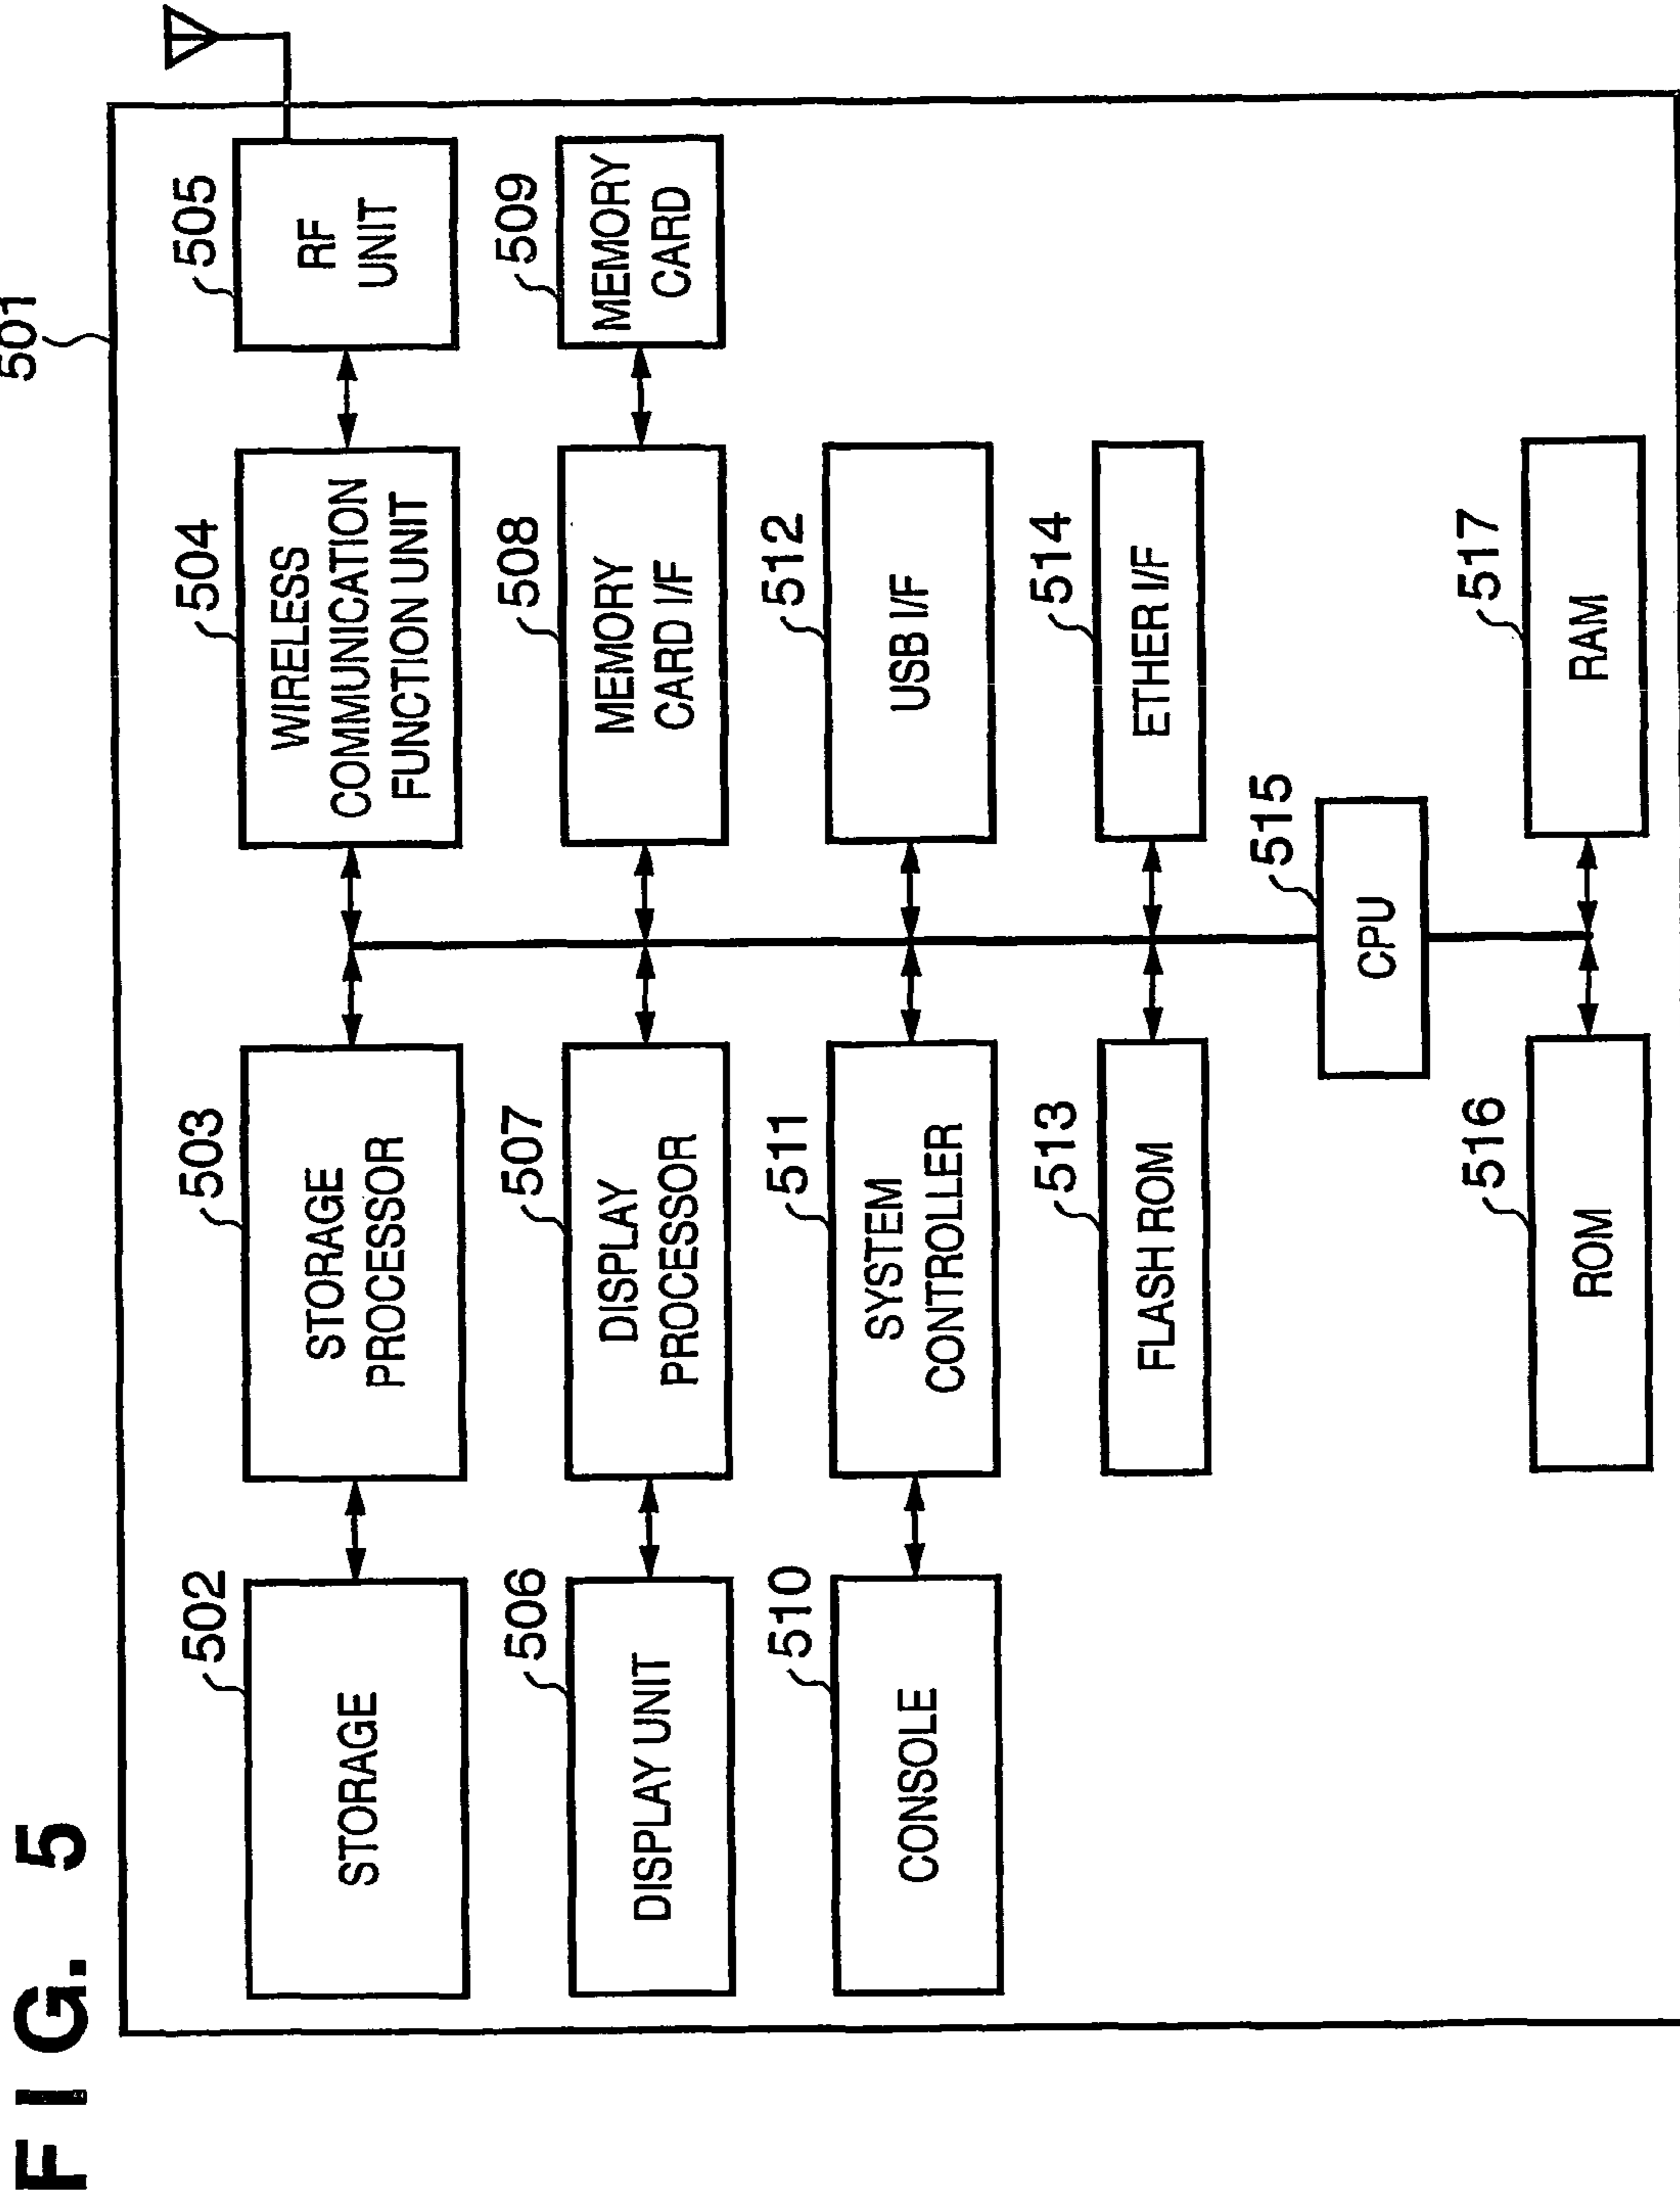 FIG. 5
501
502
STORAGE
503
STORAGE
PROCESSOR
504
WIRELESS
COMMUNICATION
FUNCTION UNIT
505
RF
UNIT
506
DISPLAY UNIT
507
DISPLAY
PROCESSOR
508
MEMORY
CARD I/F
509
MEMORY
CARD
510
CONSOLE
511
SYSTEM
CONTROLLER
512
USB I/F
513
FLASH ROM
514
ETHER I/F
515
CPU
516
ROM
517
RAM